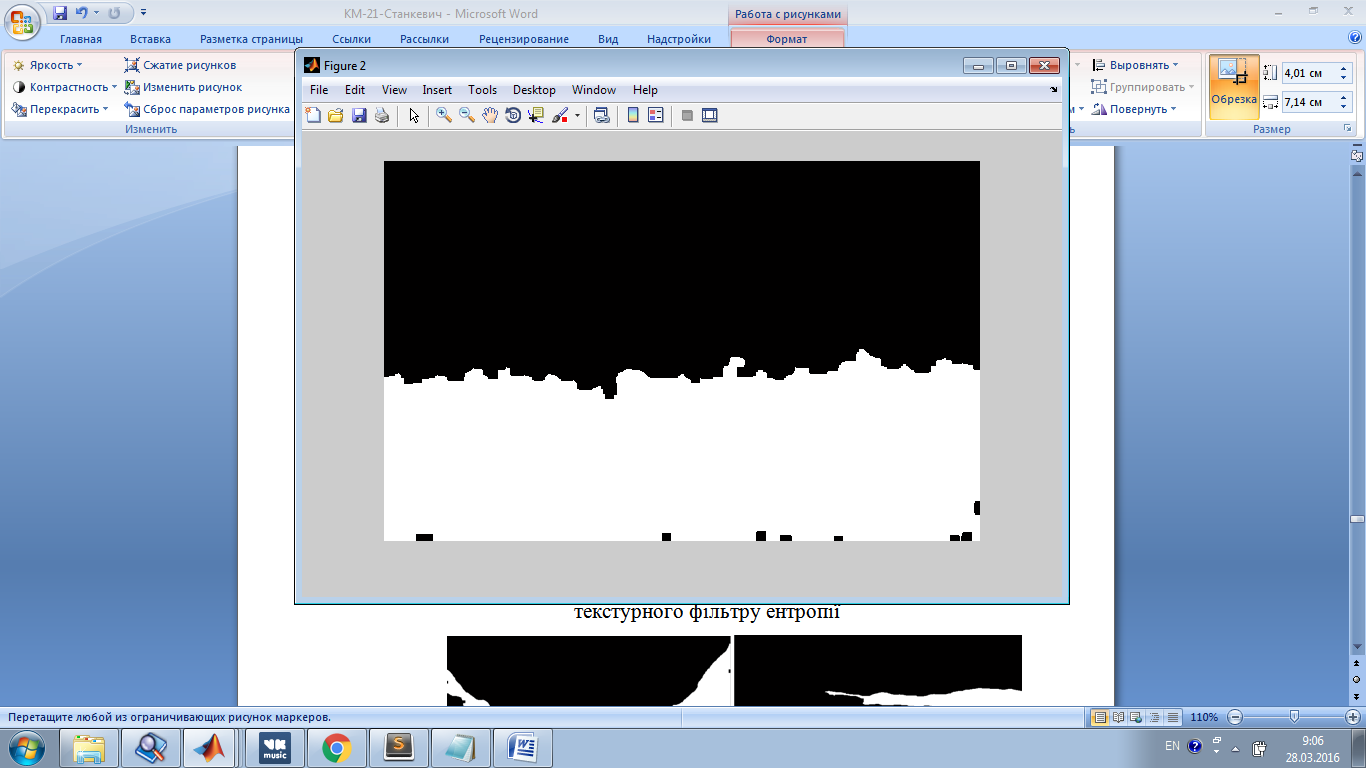 КМ-21-Станкевич - Microsoft Word
Работа с рисунками
Главная Вставка Разметка страницы Ссылки Рассылки Рецензирование Вид Надстройки Формат
Яркость Сжатие рисунков
Контрастность Изменить рисунок
Перекрасить Сброс параметров рисунка
Изменить
Выровнять
Группировать
Повернуть
Обрезка
4,01 см
7,14 см
Размер
Figure 2
File Edit View Insert Tools Desktop Window Help
текстурного фільтру ентропії
Перетащите любой из ограничивающих рисунок маркеров.
110%
VK
music
S
W
EN
9:06
28.03.2016